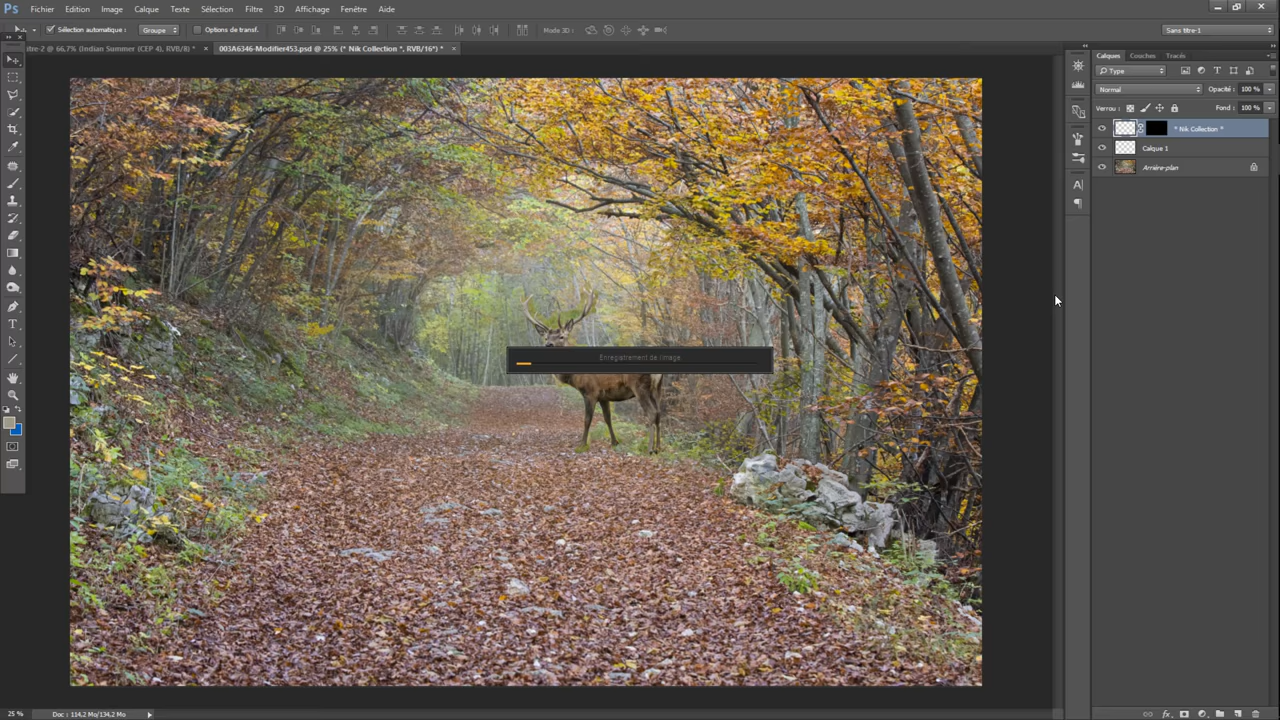 Ps Fichier Edition Image Calque Texte Sélection Filtre 3D Affichage Fenêtre Aide
Sélection automatique : Groupe Options de transf. Mode 3D : Sans titre-1
tre-2 @ 66,7% (Indian Summer (CEP 4), RVB/8) * × 003A6346-Modifier453.psd @ 25% (* Nik Collection *, RVB/16*) * ×
Calques Couches Tracés
Type
Normal Opacité : 100 %
Verrou : Fond : 100 %
* Nik Collection *
Calque 1
Arrière-plan
Enregistrement de l'image
25 % Doc : 114,2 Mo/134,2 Mo